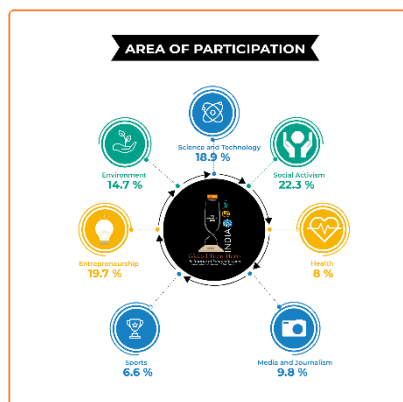 AREA OF PARTICIPATION
Science and Technology
18.9 %
Environment
14.7 %
Social Activism
22.3 %
INDIA
Entrepreneurship
19.7 %
Health
8 %
Sports
6.6 %
Media and Journalism
9.8 %